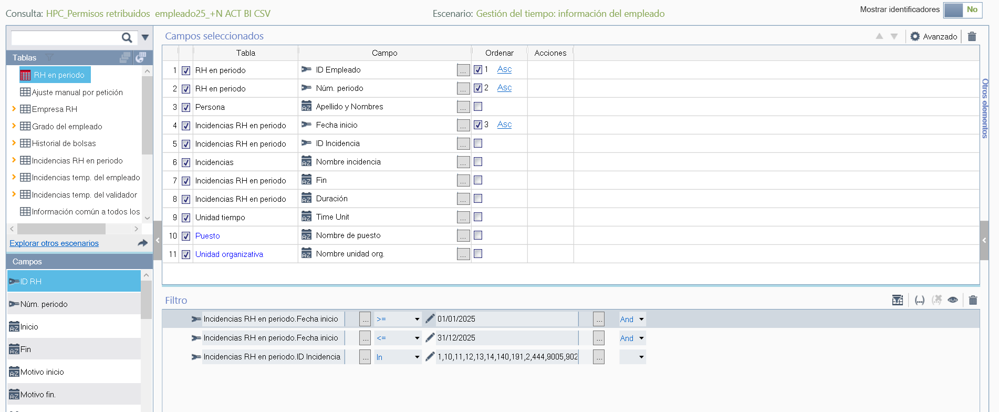 Consulta: HPC_Permisos retribuidos empleado25_+N ACT BI CSV
Escenario: Gestión del tiempo: información del empleado
Mostrar identificadores No
Tablas
RH en periodo
Ajuste manual por petición
Empresa RH
Grado del empleado
Historial de bolsas
Incidencias RH en periodo
Incidencias temp. del empleado
Incidencias temp. del validador
Información común a todos los
Explorar otros escenarios
Campos
ID RH
Núm. periodo
Inicio
Fin
Motivo inicio
Motivo fin.
Campos seleccionados
Avanzado
Tabla Campo Ordenar Acciones
1 RH en periodo ID Empleado ... 1 Asc
2 RH en periodo Núm. periodo ... 2 Asc
3 Persona Apellido y Nombres ...
4 Incidencias RH en periodo Fecha inicio ... 3 Asc
5 Incidencias RH en periodo ID Incidencia ...
6 Incidencias Nombre incidencia ...
7 Incidencias RH en periodo Fin ...
8 Incidencias RH en periodo Duración ...
9 Unidad tiempo Time Unit ...
10 Puesto Nombre de puesto ...
11 Unidad organizativa Nombre unidad org. ...
Filtro
(...)
Incidencias RH en periodo.Fecha inicio ... >= 01/01/2025 ... And
Incidencias RH en periodo.Fecha inicio ... <= 31/12/2025 ... And
Incidencias RH en periodo.ID Incidencia ... In 1,10,11,12,13,14,140,191,2,444,9005,902 ...
Otros elementos